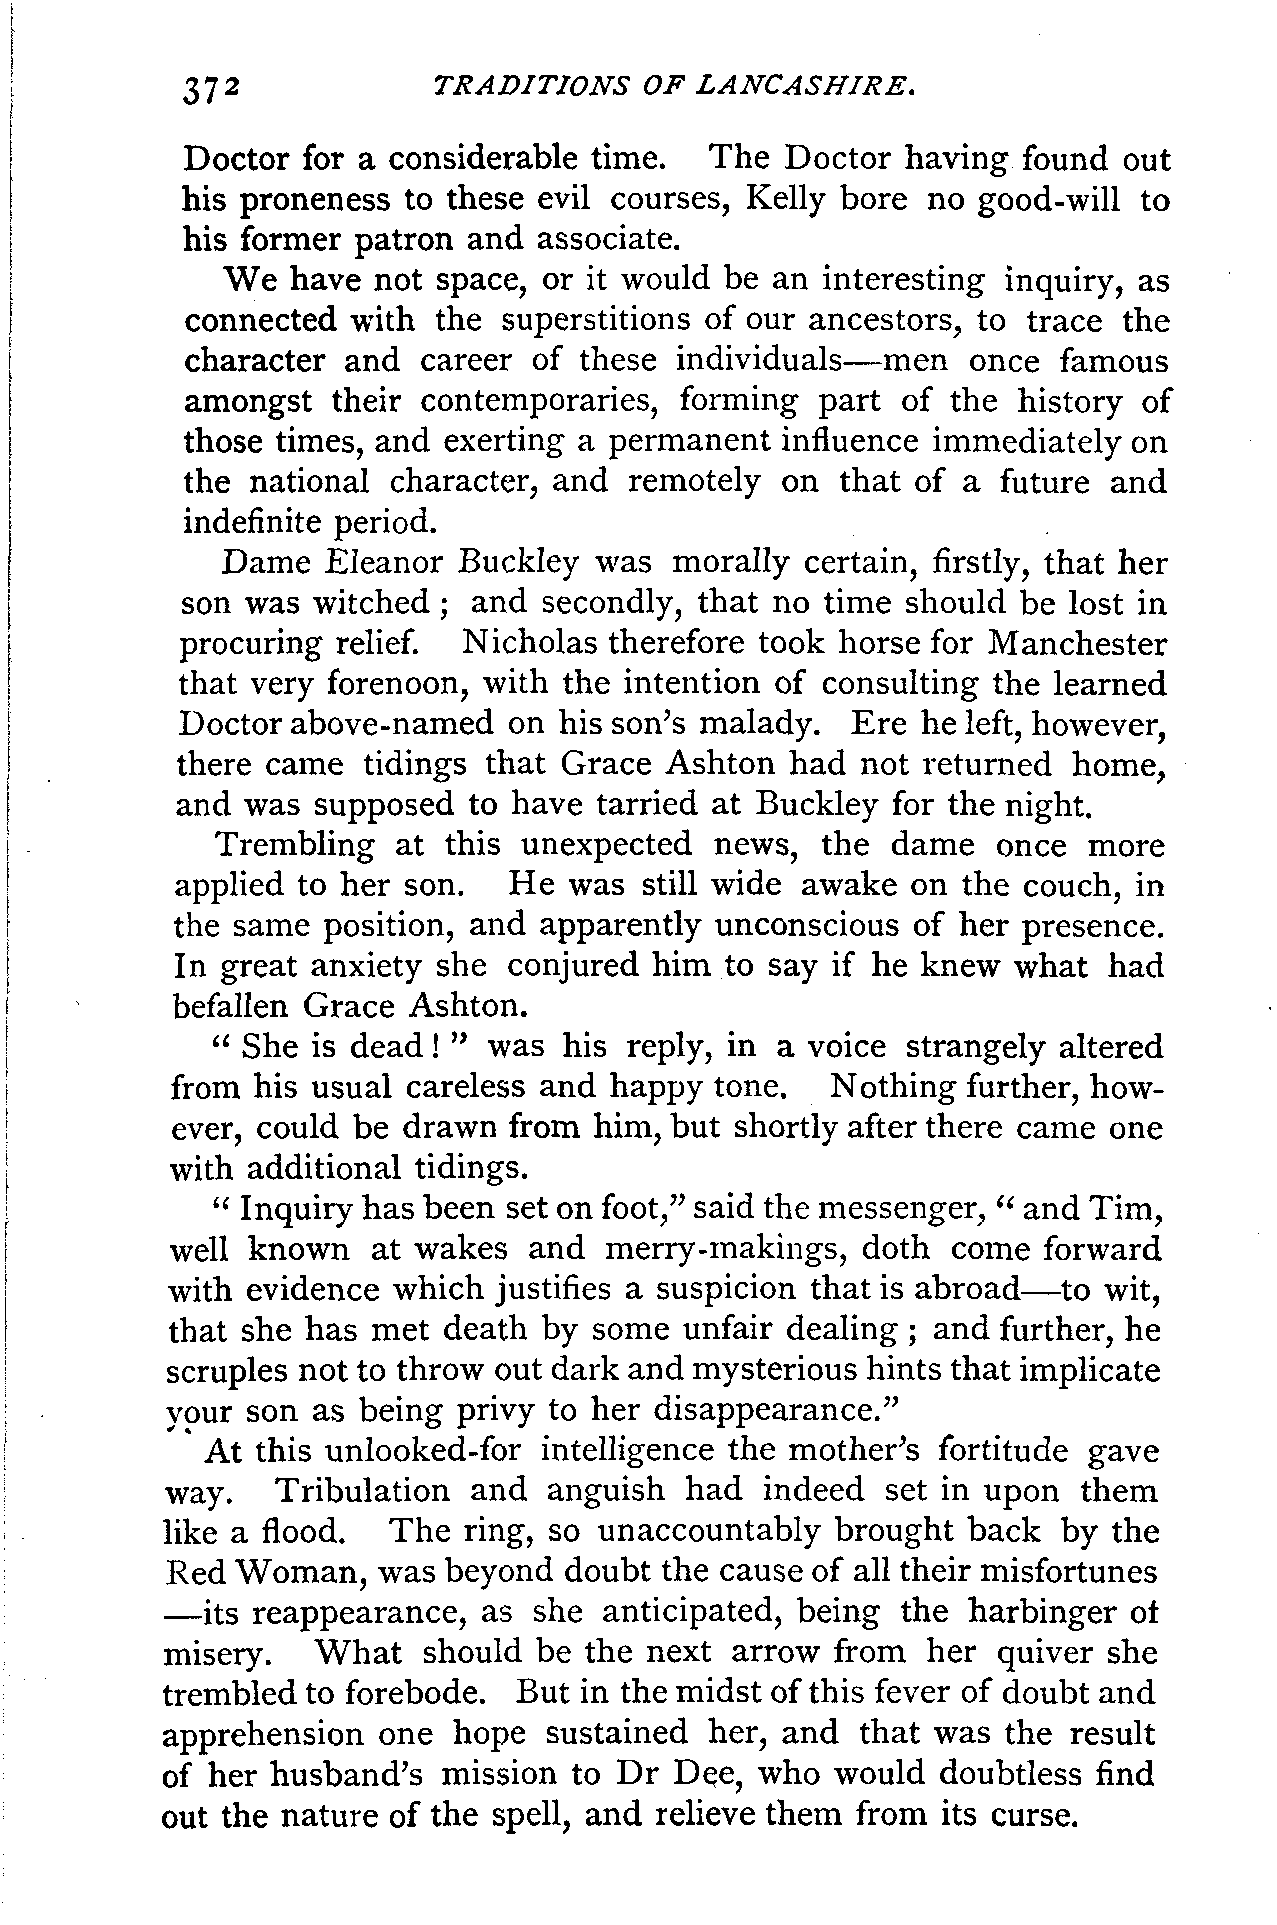 372 TRADITIONS OF LANCASHIRE.
Doctor for a considerable time. The Doctor having found out
his proneness to these evil courses, Kelly bore no good-will to
his former patron and associate.
We have not space, or it would be an interesting inquiry, as
connected with the superstitions of our ancestors, to trace the
character and career of these individuals—men once famous
amongst their contemporaries, forming part of the history of
those times, and exerting a permanent influence immediately on
the national character, and remotely on that of a future and
indefinite period.
Dame Eleanor Buckley was morally certain, firstly, that her
son was witched ; and secondly, that no time should be lost in
procuring relief. Nicholas therefore took horse for Manchester
that very forenoon, with the intention of consulting the learned
Doctor above-named on his son's malady. Ere he left, however,
there came tidings that Grace Ashton had not returned home,
and was supposed to have tarried at Buckley for the night.
Trembling at this unexpected news, the dame once more
applied to her son. He was still wide awake on the couch, in
the same position, and apparently unconscious of her presence.
In great anxiety she conjured him to say if he knew what had
befallen Grace Ashton.
“ She is dead ! ” was his reply, in a voice strangely altered
from his usual careless and happy tone. Nothing further, how-
ever, could be drawn from him, but shortly after there came one
with additional tidings.
“ Inquiry has been set on foot,” said the messenger, “ and Tim,
well known at wakes and merry-makings, doth come forward
with evidence which justifies a suspicion that is abroad—to wit,
that she has met death by some unfair dealing ; and further, he
scruples not to throw out dark and mysterious hints that implicate
your son as being privy to her disappearance.”
At this unlooked-for intelligence the mother's fortitude gave
way. Tribulation and anguish had indeed set in upon them
like a flood. The ring, so unaccountably brought back by the
Red Woman, was beyond doubt the cause of all their misfortunes
—its reappearance, as she anticipated, being the harbinger of
misery. What should be the next arrow from her quiver she
trembled to forebode. But in the midst of this fever of doubt and
apprehension one hope sustained her, and that was the result
of her husband's mission to Dr Dee, who would doubtless find
out the nature of the spell, and relieve them from its curse.